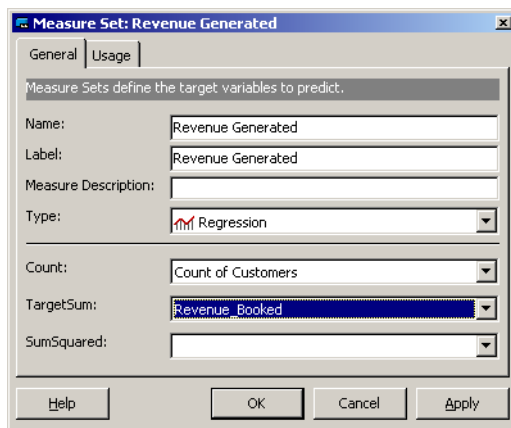 Measure Set: Revenue Generated
General Usage
Measure Sets define the target variables to predict.
Name: Revenue Generated
Label: Revenue Generated
Measure Description:
Type: Regression
Count: Count of Customers
TargetSum: Revenue_Booked
SumSquared:
Help OK Cancel Apply